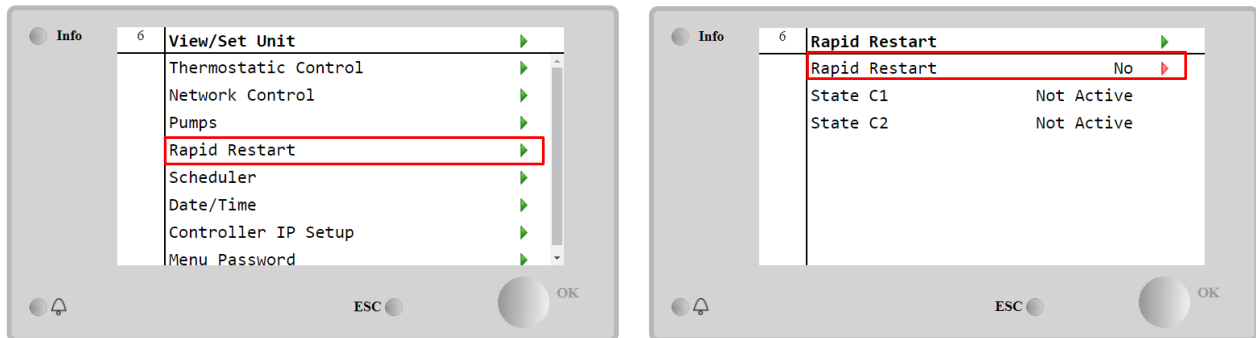 Info
6
View/Set Unit
Thermostatic Control
Network Control
Pumps
Rapid Restart
Scheduler
Date/Time
Controller IP Setup
Menu Password
ESC
OK
Info
6
Rapid Restart
Rapid Restart No
State C1 Not Active
State C2 Not Active
ESC
OK